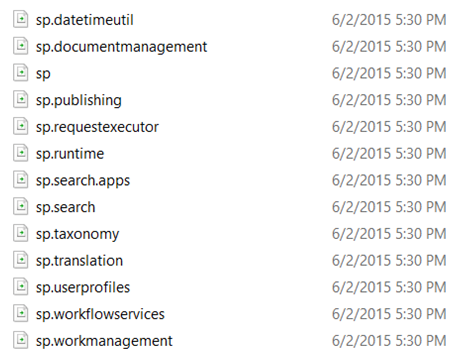 sp.datetimeutil 6/2/2015 5:30 PM
sp.documentmanagement 6/2/2015 5:30 PM
sp 6/2/2015 5:30 PM
sp.publishing 6/2/2015 5:30 PM
sp.requestexecutor 6/2/2015 5:30 PM
sp.runtime 6/2/2015 5:30 PM
sp.search.apps 6/2/2015 5:30 PM
sp.search 6/2/2015 5:30 PM
sp.taxonomy 6/2/2015 5:30 PM
sp.translation 6/2/2015 5:30 PM
sp.userprofiles 6/2/2015 5:30 PM
sp.workflowservices 6/2/2015 5:30 PM
sp.workmanagement 6/2/2015 5:30 PM